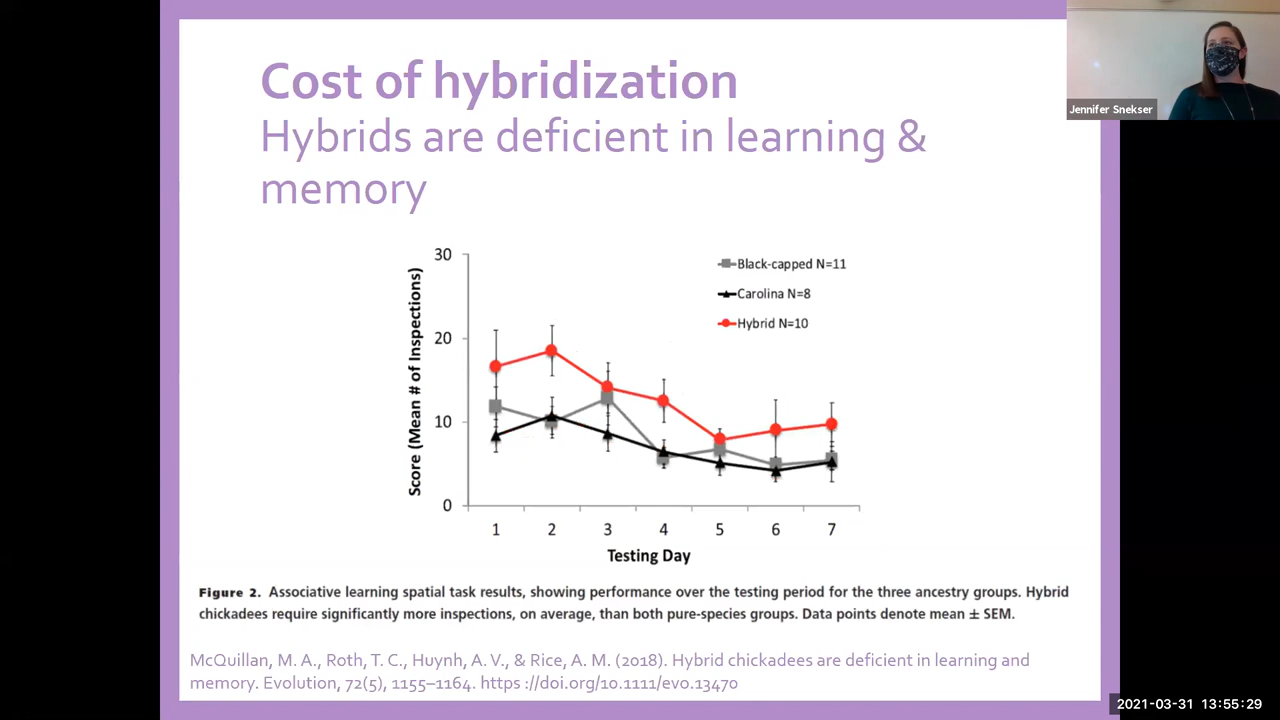 Cost of hybridization
Hybrids are deficient in learning &
memory
Jennifer Snekser
30
20
10
0
Score (Mean # of Inspections)
Black-capped N=11
Carolina N=8
Hybrid N=10
1 2 3 4 5 6 7
Testing Day
Figure 2. Associative learning spatial task results, showing performance over the testing period for the three ancestry groups. Hybrid
chickadees require significantly more inspections, on average, than both pure-species groups. Data points denote mean ± SEM.
McQuillan, M. A., Roth, T. C., Huynh, A. V., & Rice, A. M. (2018). Hybrid chickadees are deficient in learning and
memory. Evolution, 72(5), 1155–1164. https ://doi.org/10.1111/evo.13470
2021-03-31 13:55:29